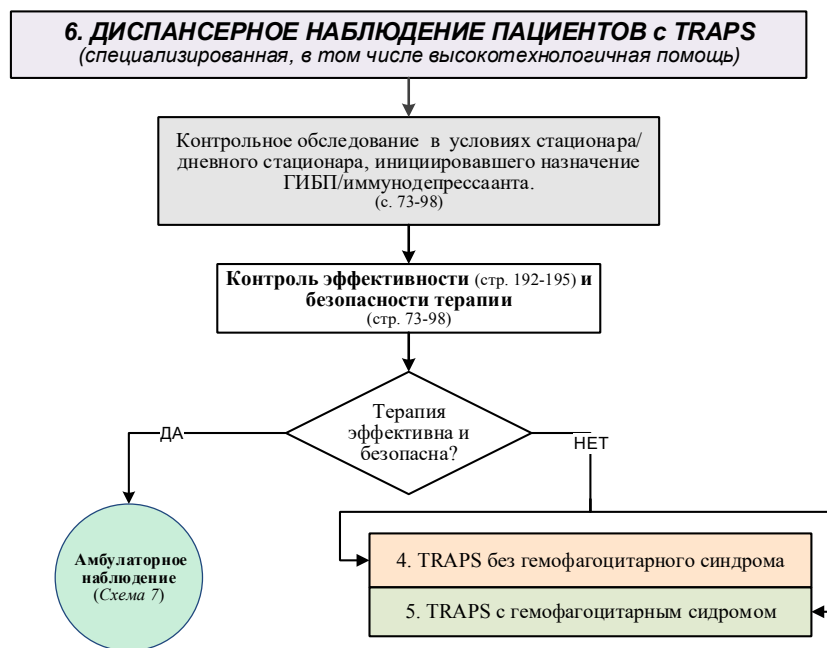 6. ДИСПАНСЕРНОЕ НАБЛЮДЕНИЕ ПАЦИЕНТОВ с TRAPS
(специализированная, в том числе высокотехнологичная помощь)
Контрольное обследование в условиях стационара/
дневного стационара, инициировавшего назначение
ГИБП/иммунодепрессаанта.
(с. 73-98)
Контроль эффективности (стр. 192-195) и
безопасности терапии
(стр. 73-98)
Терапия
эффективна и
безопасна?
ДА
НЕТ
Амбулаторное
наблюдение
(Схема 7)
4. TRAPS без гемофагоцитарного синдрома
5. TRAPS с гемофагоцитарным сидромом